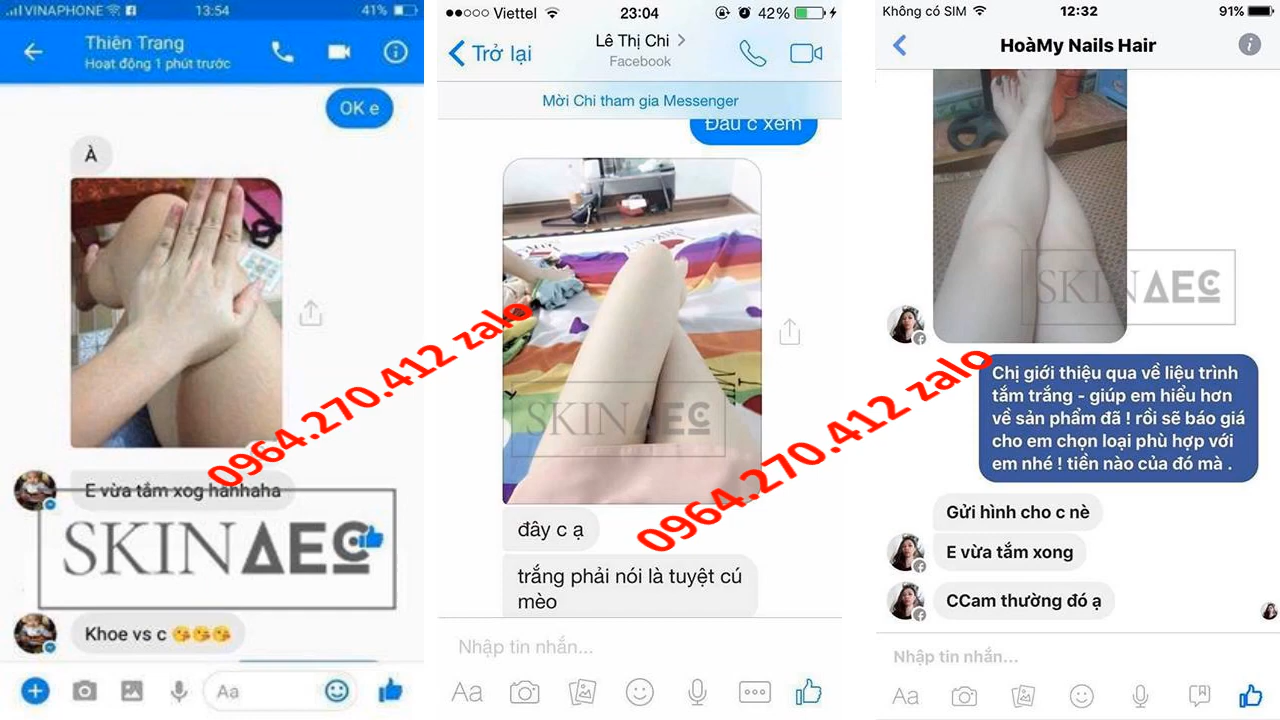 VINAPHONE
13:54
41%
Thiên Trang
Hoạt động 1 phút trước
OK e
À
E vừa tắm xog hahhaha
SKINAEC
Khoe vs c 😘😘😘
Aa
Viettel
23:04
42%
Trở lại
Lê Thị Chi
Facebook
Mời Chi tham gia Messenger
Đâu c xem
SKINAEC
đây c ạ
trắng phải nói là tuyệt cú
mèo
Nhập tin nhắn...
Aa
Không có SIM
12:32
91%
HoàMy Nails Hair
SKINAEC
Chị giới thiệu qua về liệu trình
tắm trắng - giúp em hiểu hơn
về sản phẩm đã ! rồi sẽ báo giá
cho em chọn loại phù hợp với
em nhé ! tiền nào của đó mà .
Gửi hình cho c nè
E vừa tắm xong
CCam thường đó ạ
Nhập tin nhắn...
Aa
0964.270.412 zalo
0964.270.412 zalo